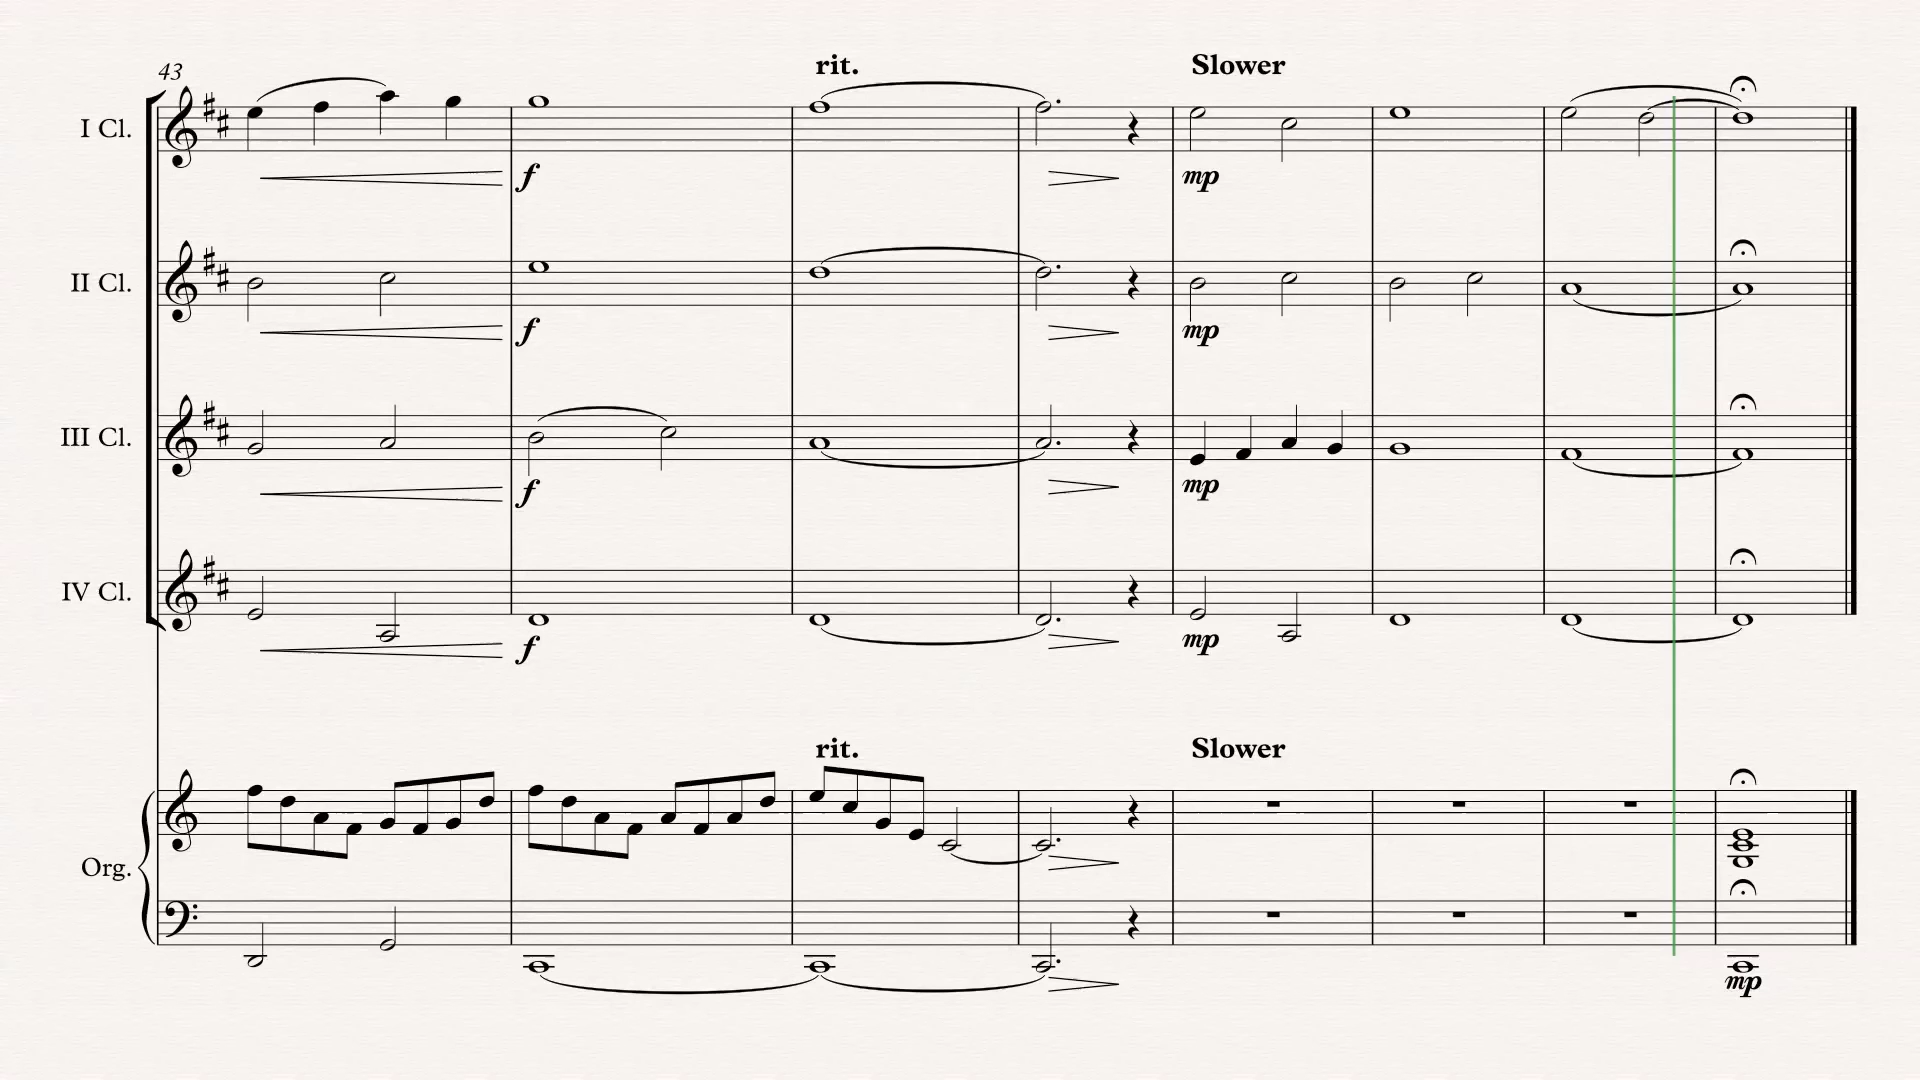 rit. Slower
43
I Cl.
f mp
II Cl.
f mp
III Cl.
f mp
IV Cl.
f mp
rit. Slower
Org.
mp